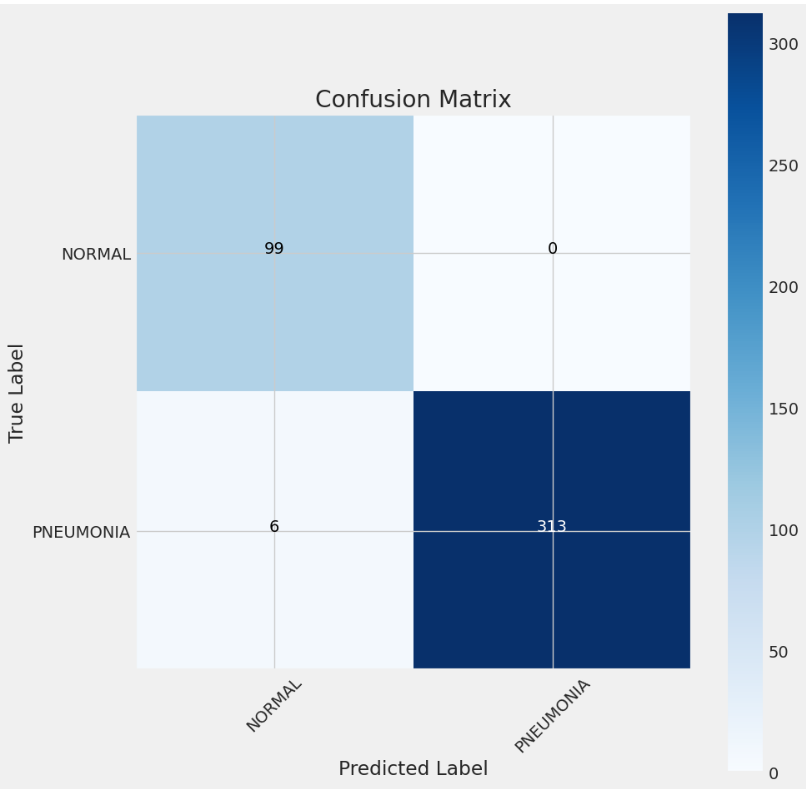 Confusion Matrix
300
250
200
150
100
50
0
True Label
NORMAL
99
0
PNEUMONIA
6
313
NORMAL
PNEUMONIA
Predicted Label